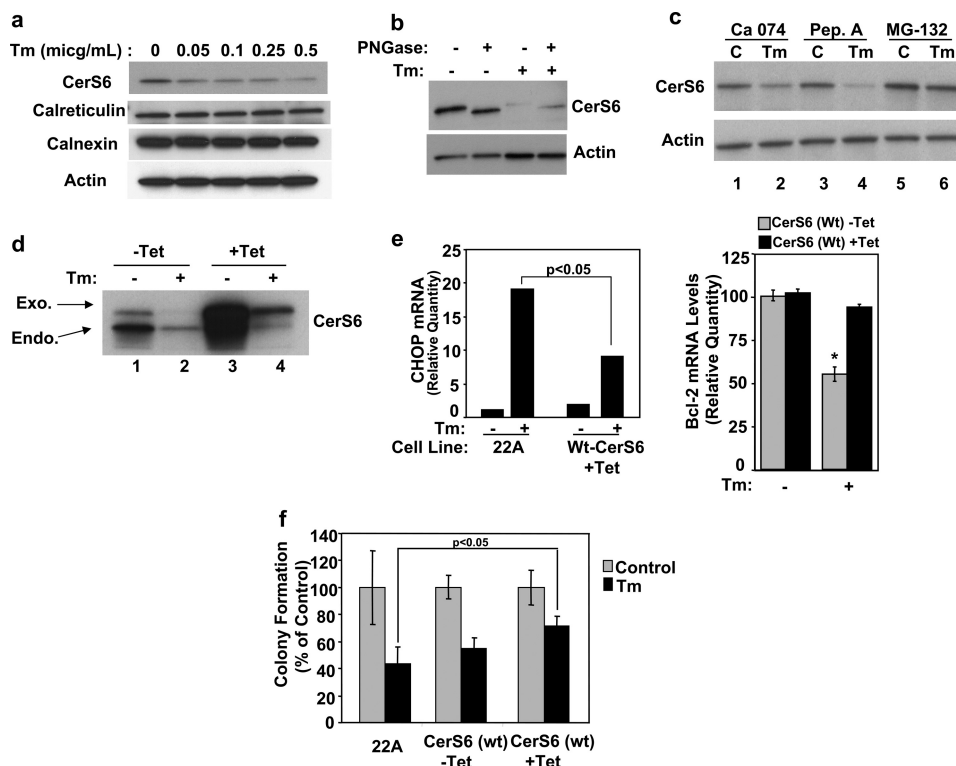 a
Tm (micg/mL) : 0 0.05 0.1 0.25 0.5
CerS6
Calreticulin
Calnexin
Actin
b
PNGase: - + - +
Tm: - - + +
CerS6
Actin
c
Ca 074 Pep. A MG-132
C Tm C Tm C Tm
CerS6
Actin
1 2 3 4 5 6
d
-Tet +Tet
Tm: - + - +
Exo.
Endo.
CerS6
1 2 3 4
e
CHOP mRNA
(Relative Quantity)
25
20
15
10
5
0
p<0.05
Tm: - + - +
Cell Line: 22A Wt-CerS6
+Tet
CerS6 (Wt) -Tet
CerS6 (Wt) +Tet
Bcl-2 mRNA Levels
(Relative Quantity)
125
100
75
50
25
0
*
Tm: - +
f
Colony Formation
(% of Control)
140
120
100
80
60
40
20
0
p<0.05
Control
Tm
22A CerS6 (wt) CerS6 (wt)
-Tet +Tet